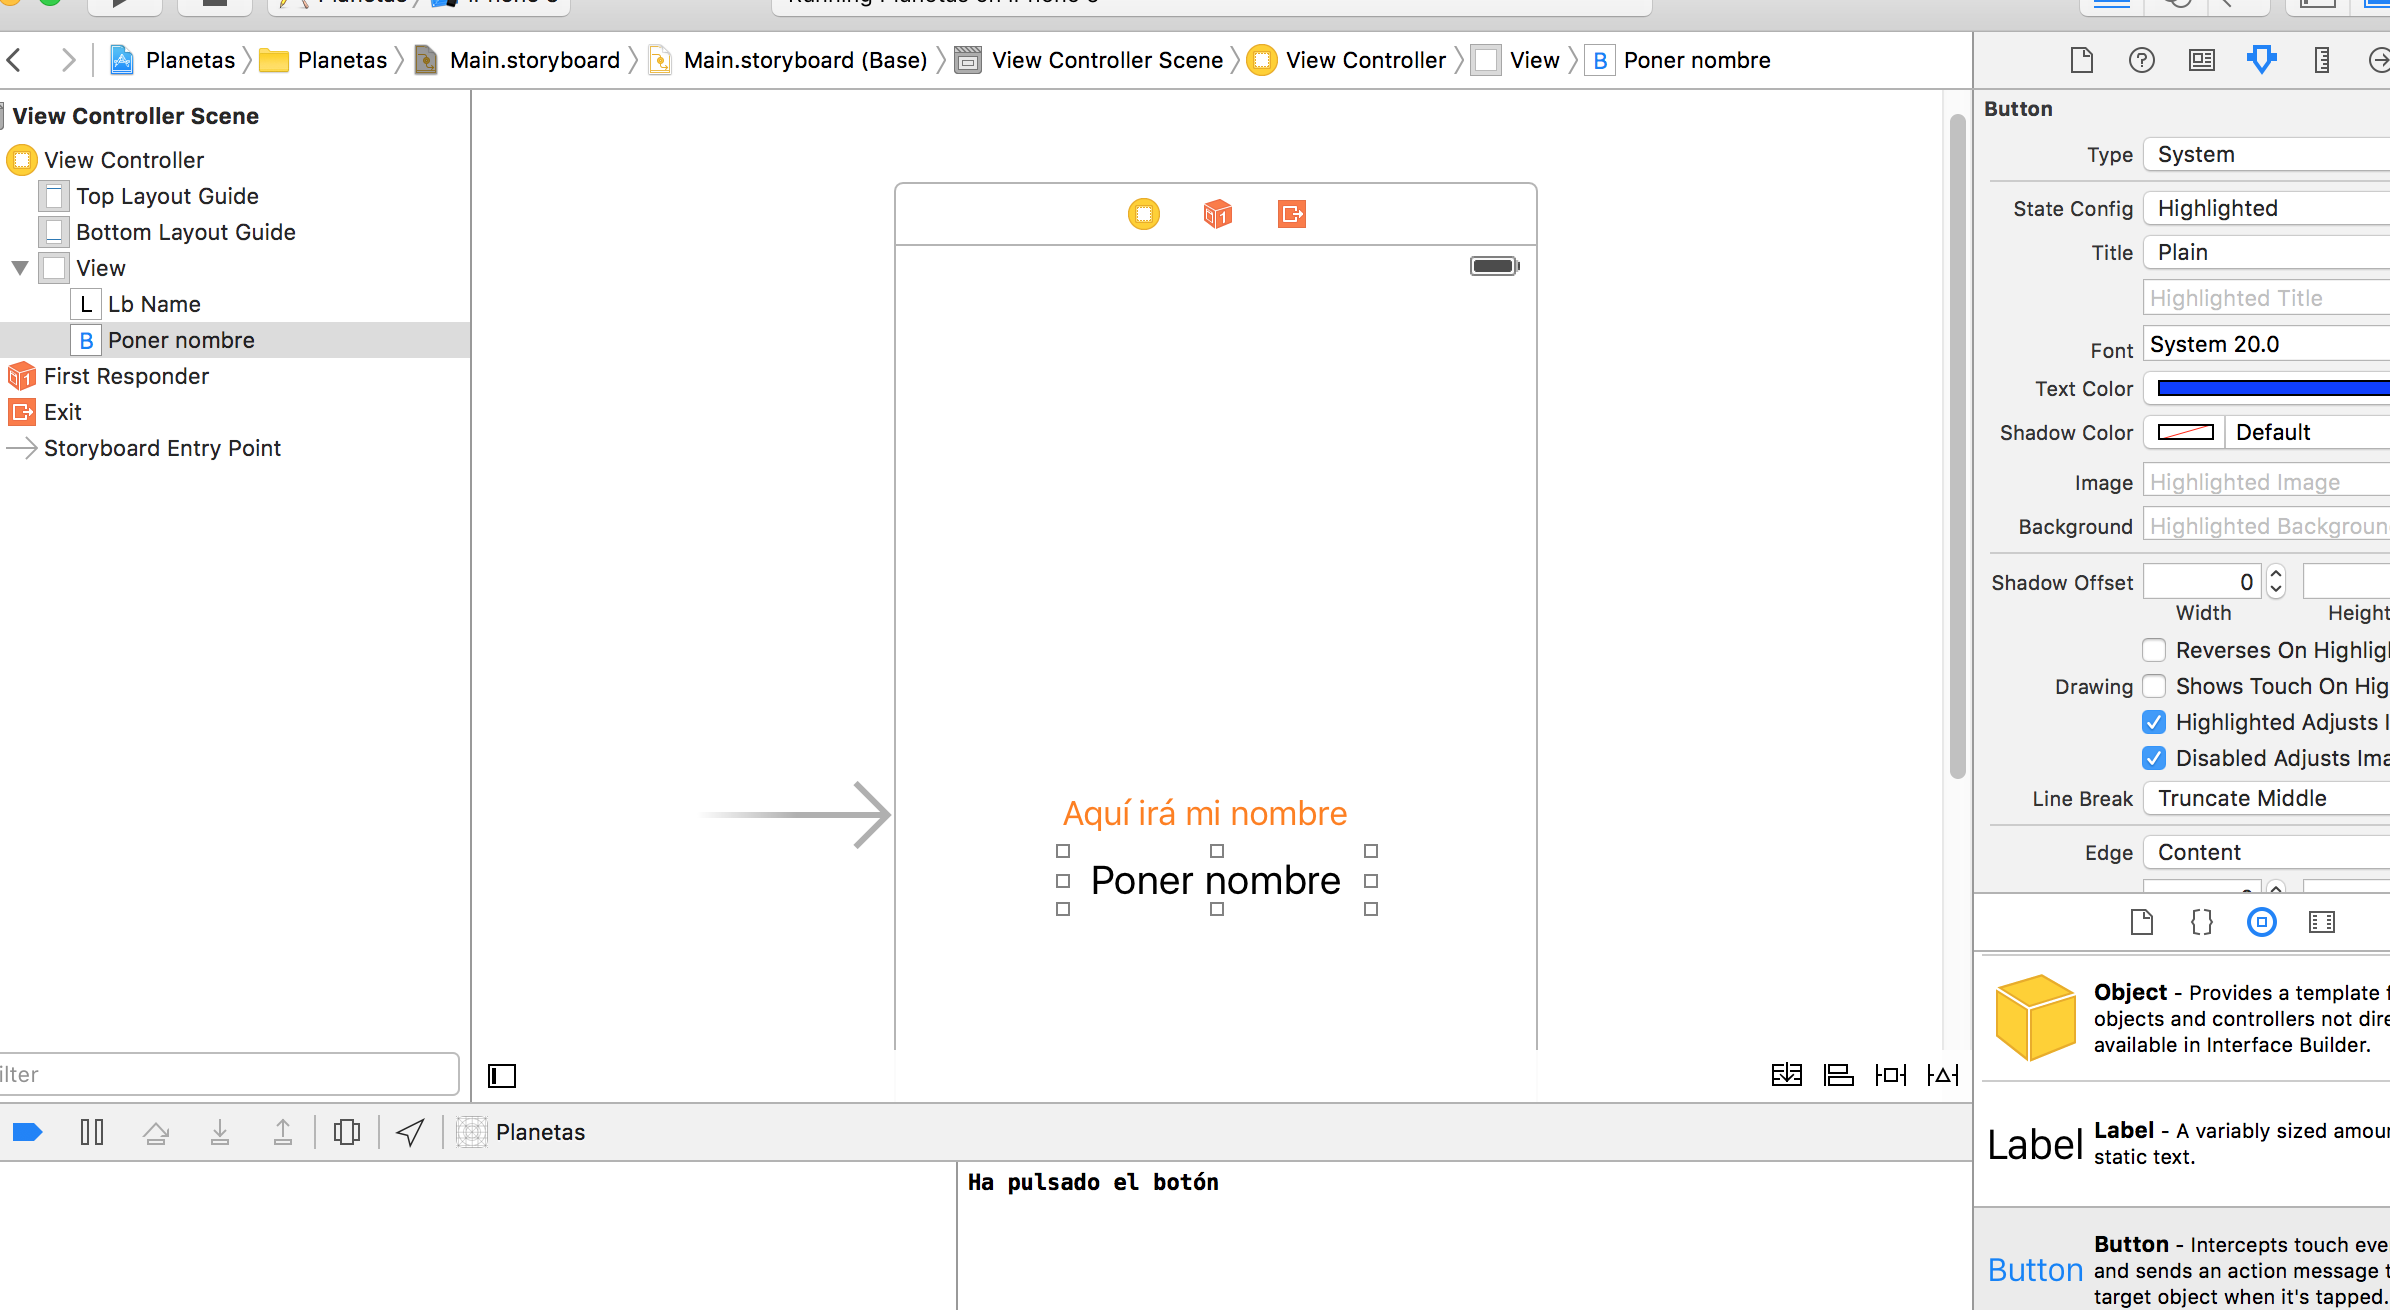 Planetas Planetas Main.storyboard Main.storyboard (Base) View Controller Scene View Controller View B Poner nombre
View Controller Scene
View Controller
Top Layout Guide
Bottom Layout Guide
View
L Lb Name
B Poner nombre
First Responder
Exit
Storyboard Entry Point
Aquí irá mi nombre
Poner nombre
Planetas
Ha pulsado el botón
Button
Type System
State Config Highlighted
Title Plain
Highlighted Title
Font System 20.0
Text Color
Shadow Color Default
Image Highlighted Image
Background Highlighted Backgroun
Shadow Offset 0
Width Height
Reverses On Highlig
Drawing Shows Touch On Hig
Highlighted Adjusts I
Disabled Adjusts Ima
Line Break Truncate Middle
Edge Content
Object - Provides a template f
objects and controllers not dire
available in Interface Builder.
Label Label - A variably sized amou
static text.
Button Button - Intercepts touch eve
and sends an action message t
target object when it's tapped.